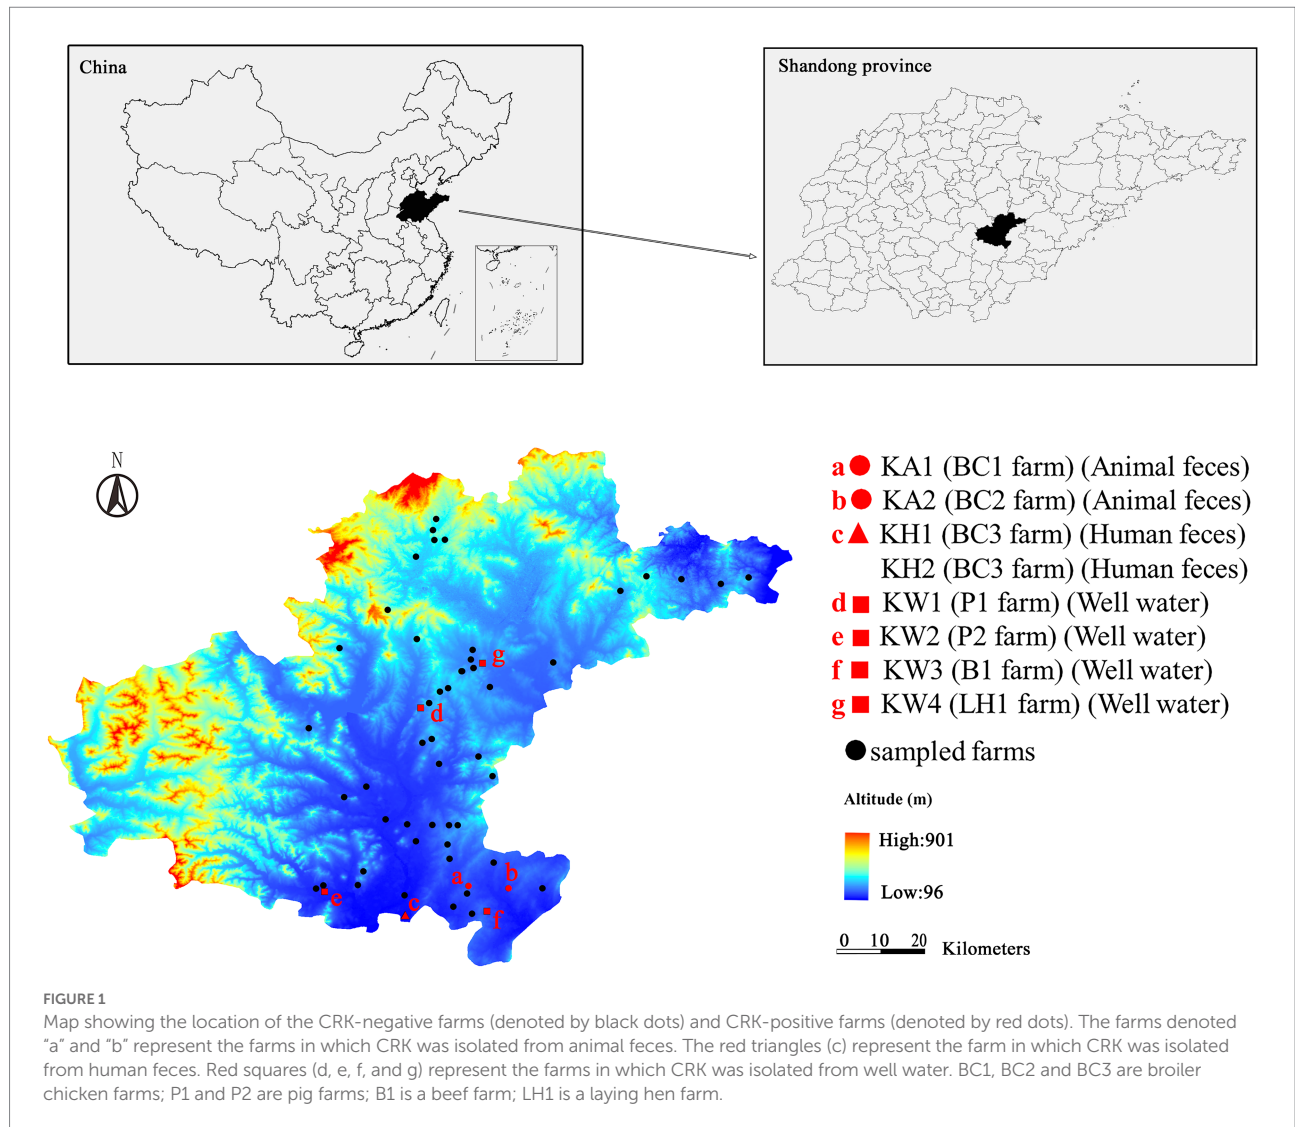 China
Shandong province
N
a KA1 (BC1 farm) (Animal feces)
b KA2 (BC2 farm) (Animal feces)
c KH1 (BC3 farm) (Human feces)
KH2 (BC3 farm) (Human feces)
d KW1 (P1 farm) (Well water)
e KW2 (P2 farm) (Well water)
f KW3 (B1 farm) (Well water)
g KW4 (LH1 farm) (Well water)
sampled farms
Altitude (m)
High:901
Low:96
0 10 20
Kilometers
g
d
a
b
e
c
f
FIGURE 1
Map showing the location of the CRK-negative farms (denoted by black dots) and CRK-positive farms (denoted by red dots). The farms denoted
“a” and “b” represent the farms in which CRK was isolated from animal feces. The red triangles (c) represent the farm in which CRK was isolated
from human feces. Red squares (d, e, f, and g) represent the farms in which CRK was isolated from well water. BC1, BC2 and BC3 are broiler
chicken farms; P1 and P2 are pig farms; B1 is a beef farm; LH1 is a laying hen farm.